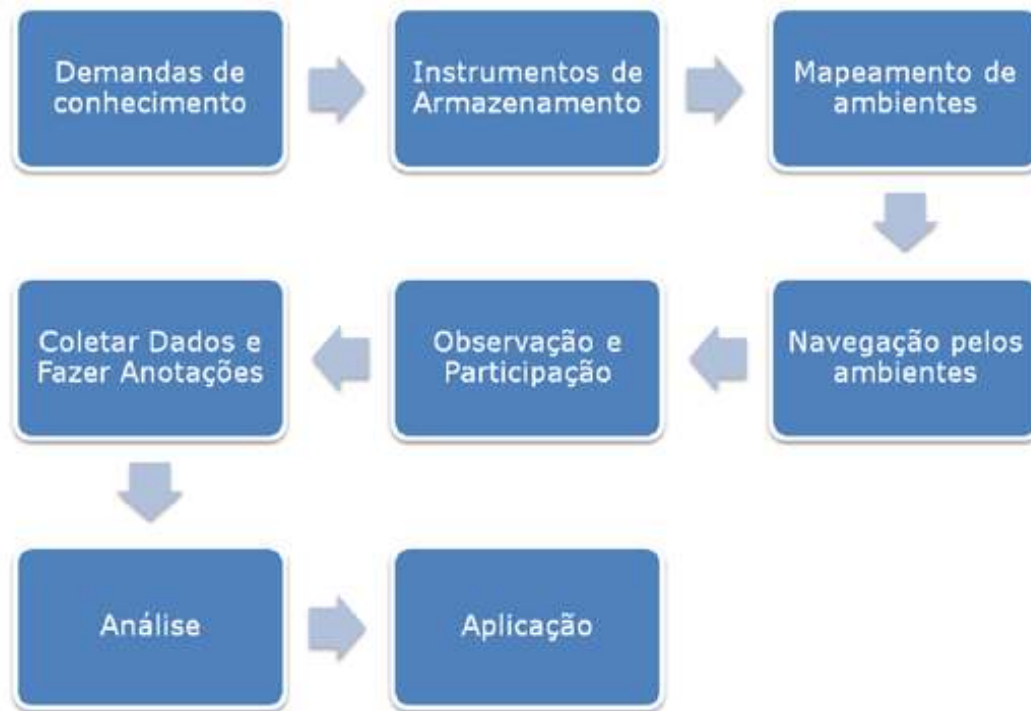 Demandas de
conhecimento
Instrumentos de
Armazenamento
Mapeamento de
ambientes
Navegação pelos
ambientes
Observação e
Participação
Coletar Dados e
Fazer Anotações
Análise
Aplicação